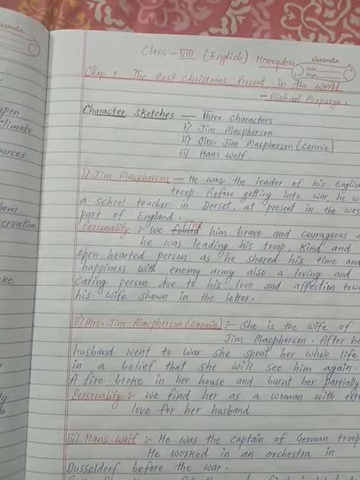 Class - VIII (English) Honeydew
classmate
Chap. 1 The Best Christmas Present in the world
- Michael Morpurgo.
Character sketches — Three characters
i) Jim Macpherson
ii) Mrs. Jim Macpherson (Connie)
iii) Hans Wolf
i) Jim Macpherson - He was the leader of his English
troop. Before getting into war, he w
a school teacher in Dorset, at present in the we
part of England.
Personality :- We found him brave and courageous a
he was leading his troop. Kind and
open hearted person as he shared his time and
happiness with enemy army also a loving and
caring person due to his love and affection towa
his wife shown in the letter.
ii) Mrs. Jim Macpherson (Connie) :- She is the wife of
Jim Macpherson. After he
husband went to war she spent her whole life
in a belief that she will see him again.
A fire broke in her house and burnt her partially
Personality :- We find her as a woman with ext
love for her husband.
iii) Hans Wolf :- He was the captain of German troop
He worked in an orchestra in
Dusseldorf before the war.